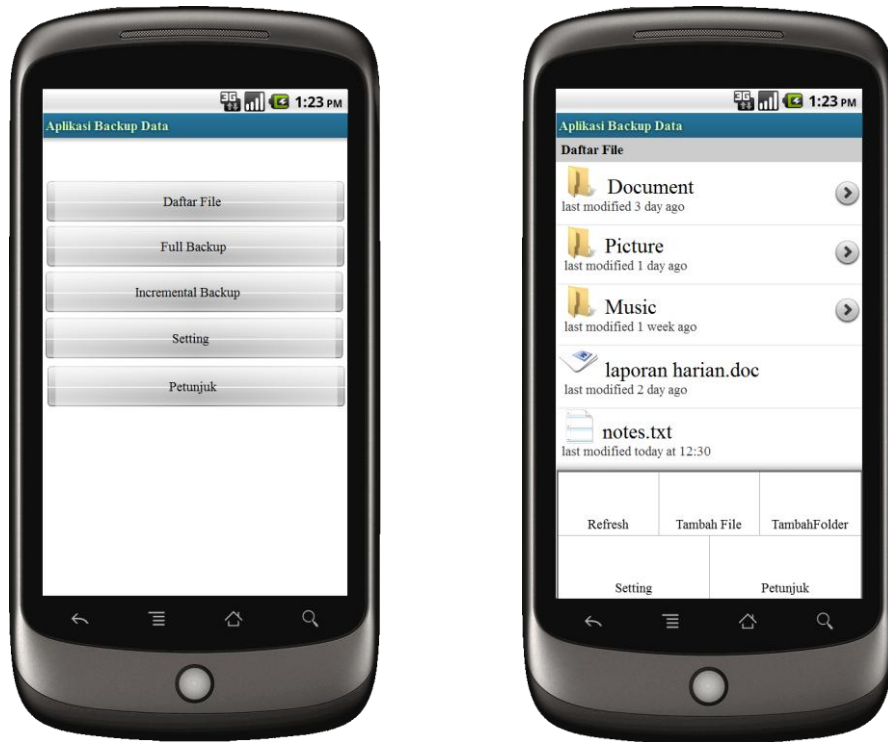 3G 1:23 PM
Aplikasi Backup Data
Daftar File
Full Backup
Incremental Backup
Setting
Petunjuk
3G 1:23 PM
Aplikasi Backup Data
Daftar File
Document
last modified 3 day ago
Picture
last modified 1 day ago
Music
last modified 1 week ago
laporan harian.doc
last modified 2 day ago
notes.txt
last modified today at 12:30
Refresh Tambah File TambahFolder
Setting Petunjuk